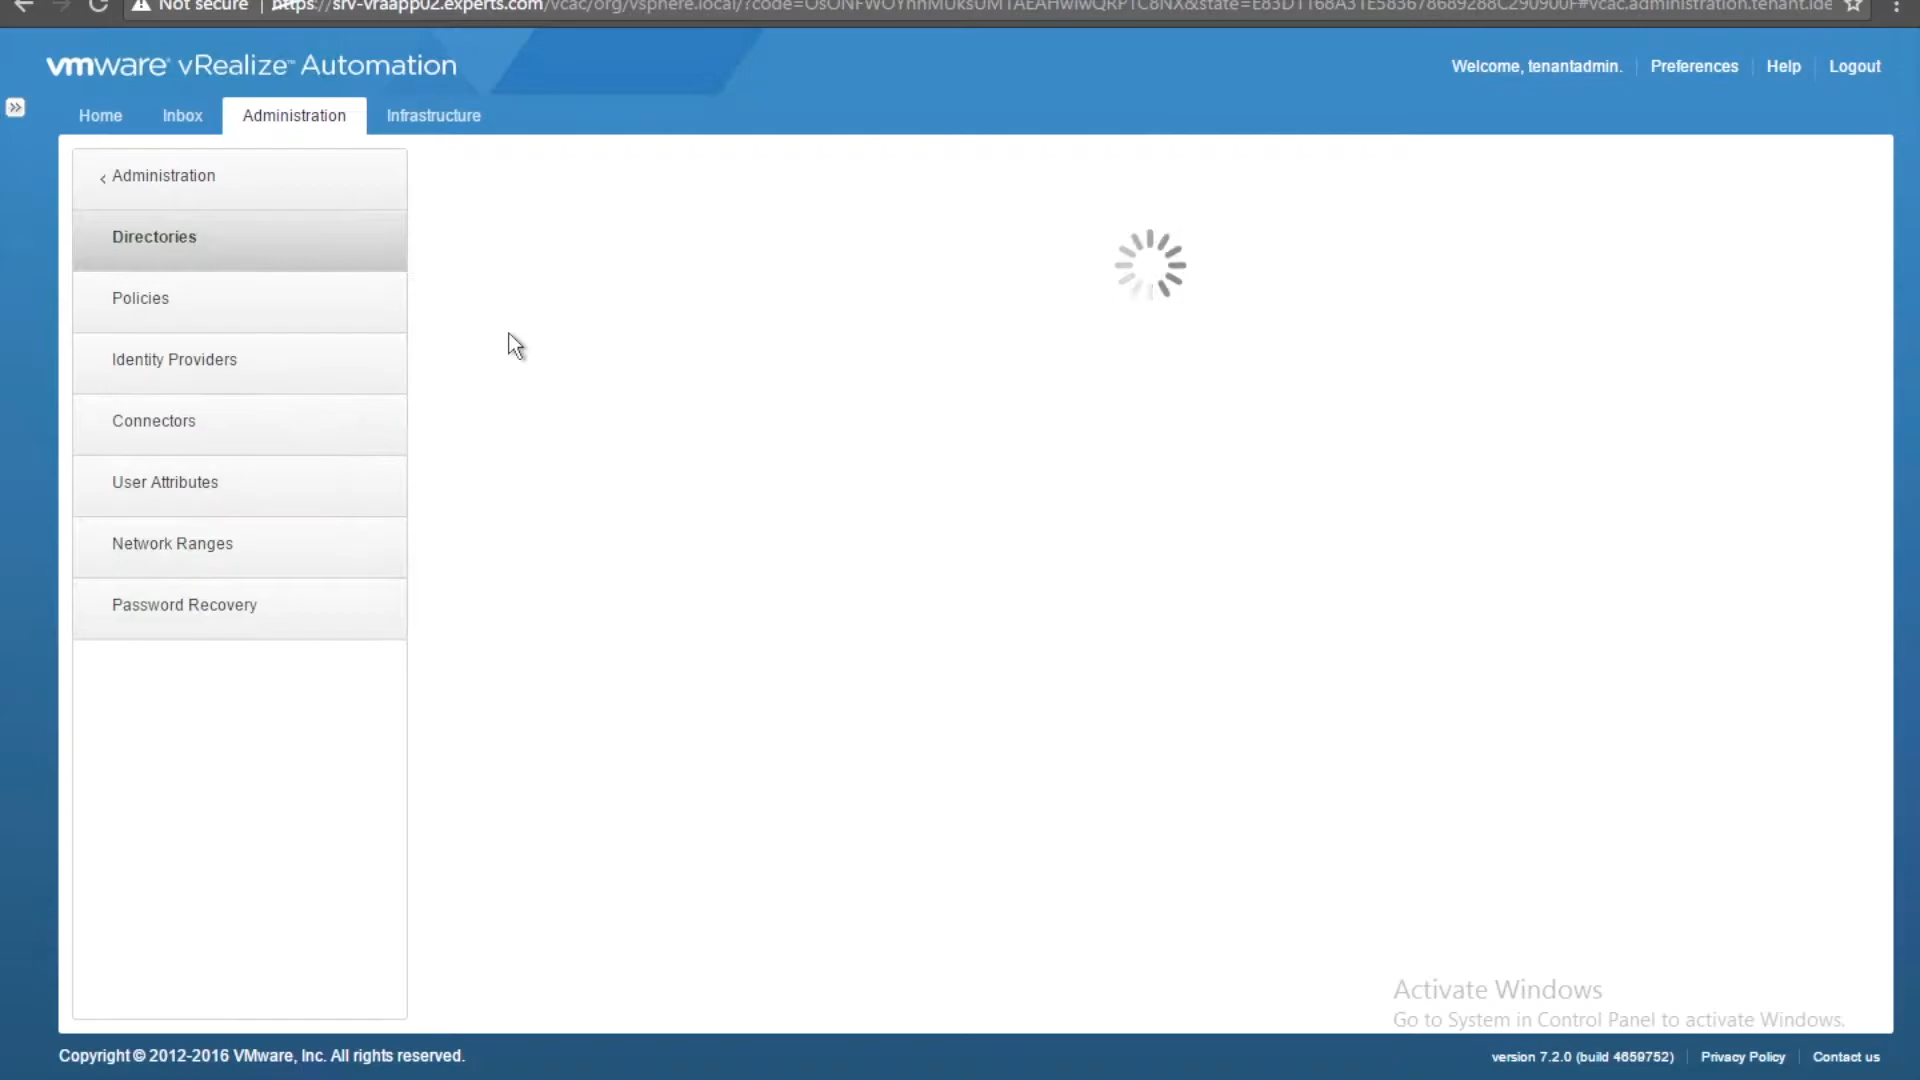 Not secure | https://srv-vraapp02.experts.com/vcac/org/vsphere.local/
vmware vRealize™ Automation
Welcome, tenantadmin. Preferences Help Logout
Home Inbox Administration Infrastructure
Administration
Directories
Policies
Identity Providers
Connectors
User Attributes
Network Ranges
Password Recovery
Activate Windows
Go to System in Control Panel to activate Windows.
Copyright © 2012-2016 VMware, Inc. All rights reserved.
version 7.2.0 (build 4659752) Privacy Policy Contact us